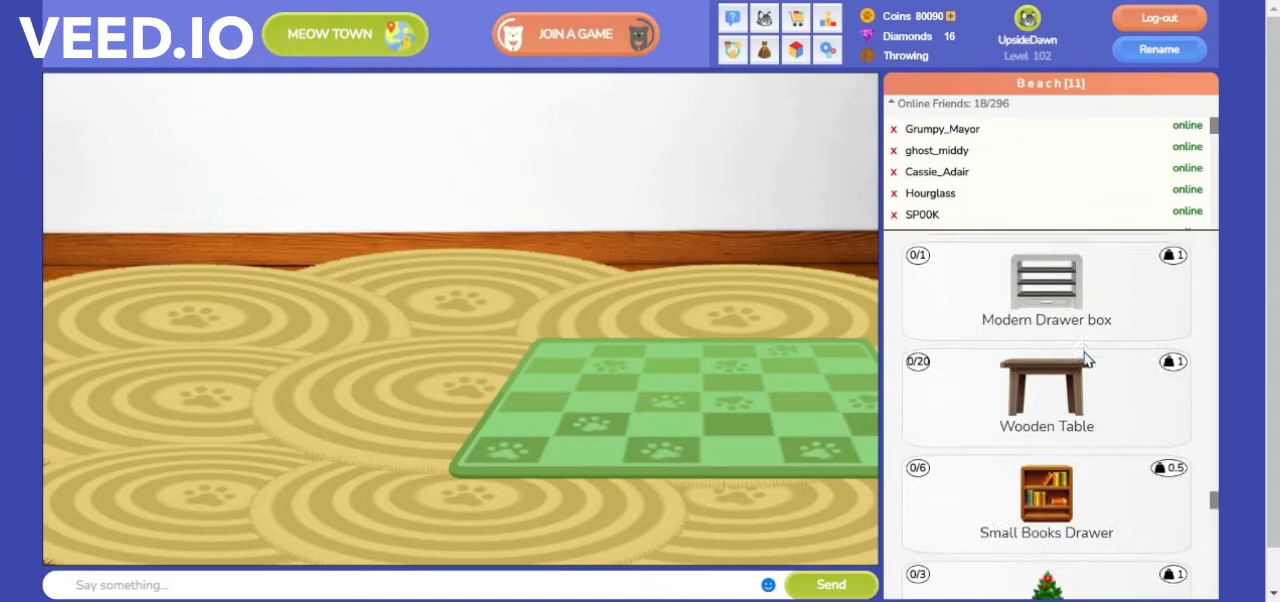 VEED.IO
MEOW TOWN
JOIN A GAME
Coins 80090
Diamonds 16
Throwing
UpsideDawn
Level 102
Log-out
Rename
Beach[11]
Online Friends: 18/296
x Grumpy_Mayor online
x ghost_middy online
x Cassie_Adair online
x Hourglass online
x SP00K online
0/1 1
Modern Drawer box
0/20 1
Wooden Table
0/6 0.5
Small Books Drawer
0/3 1
Say something...
Send